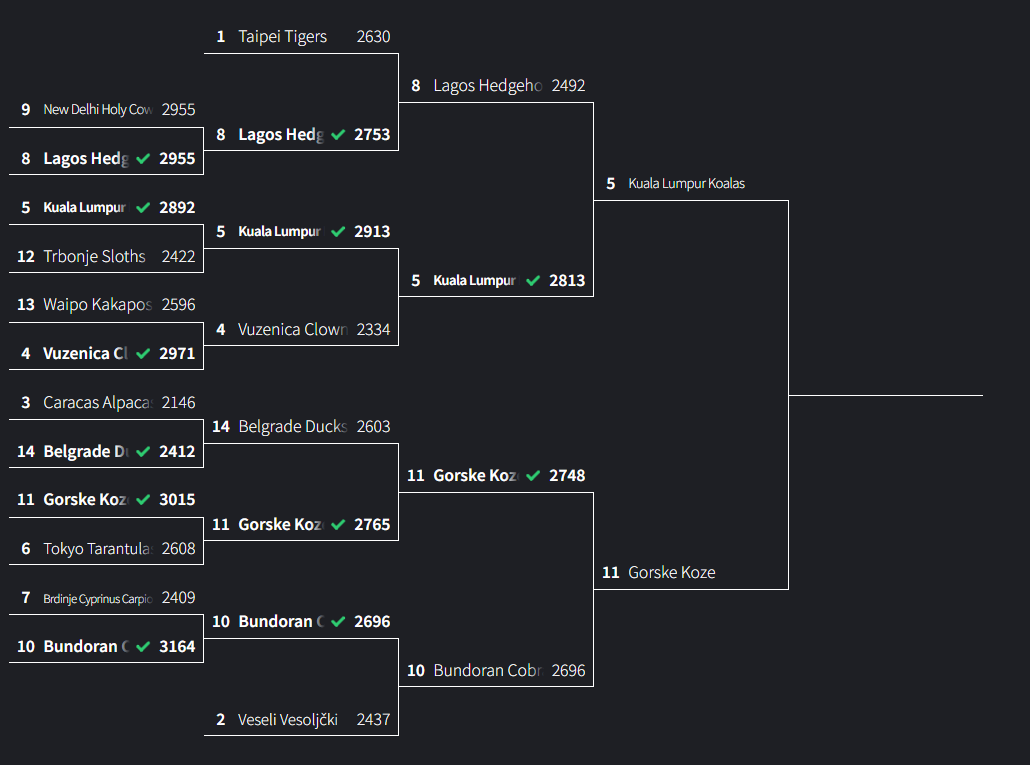 1 Taipei Tigers 2630
8 Lagos Hedgeho 2492
9 New Delhi Holy Cow 2955
8 Lagos Hedg 2753
8 Lagos Hedg 2955
5 Kuala Lumpur Koalas
5 Kuala Lumpur 2892
5 Kuala Lumpur 2913
12 Trbonje Sloths 2422
5 Kuala Lumpur 2813
13 Waipo Kakapos 2596
4 Vuzenica Clown 2334
4 Vuzenica Cl 2971
3 Caracas Alpacas 2146
14 Belgrade Ducks 2603
14 Belgrade Du 2412
11 Gorske Koz 2748
11 Gorske Koz 3015
11 Gorske Koz 2765
6 Tokyo Tarantulas 2608
11 Gorske Koze
7 Brdinje Cyprinus Carpio 2409
10 Bundoran C 2696
10 Bundoran C 3164
10 Bundoran Cobr 2696
2 Veseli Vesoljčki 2437